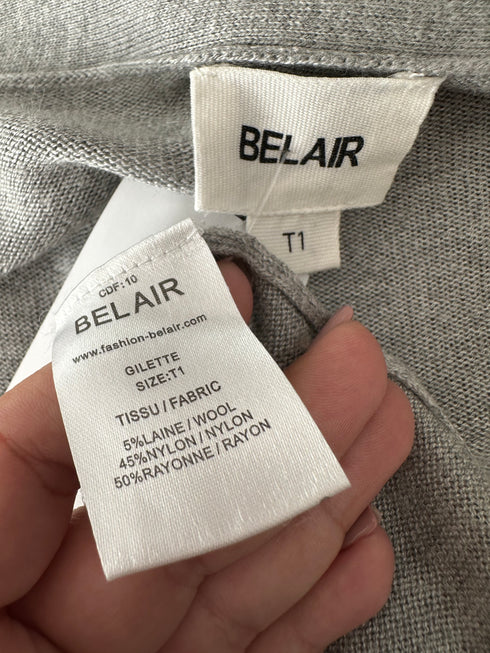 BELAIR
T1
CDF:10
BELAIR
www.fashion-belair.com
GILETTE
SIZE:T1
TISSU / FABRIC
5%LAINE / WOOL
45%NYLON / NYLON
50%RAYONNE / RAYON